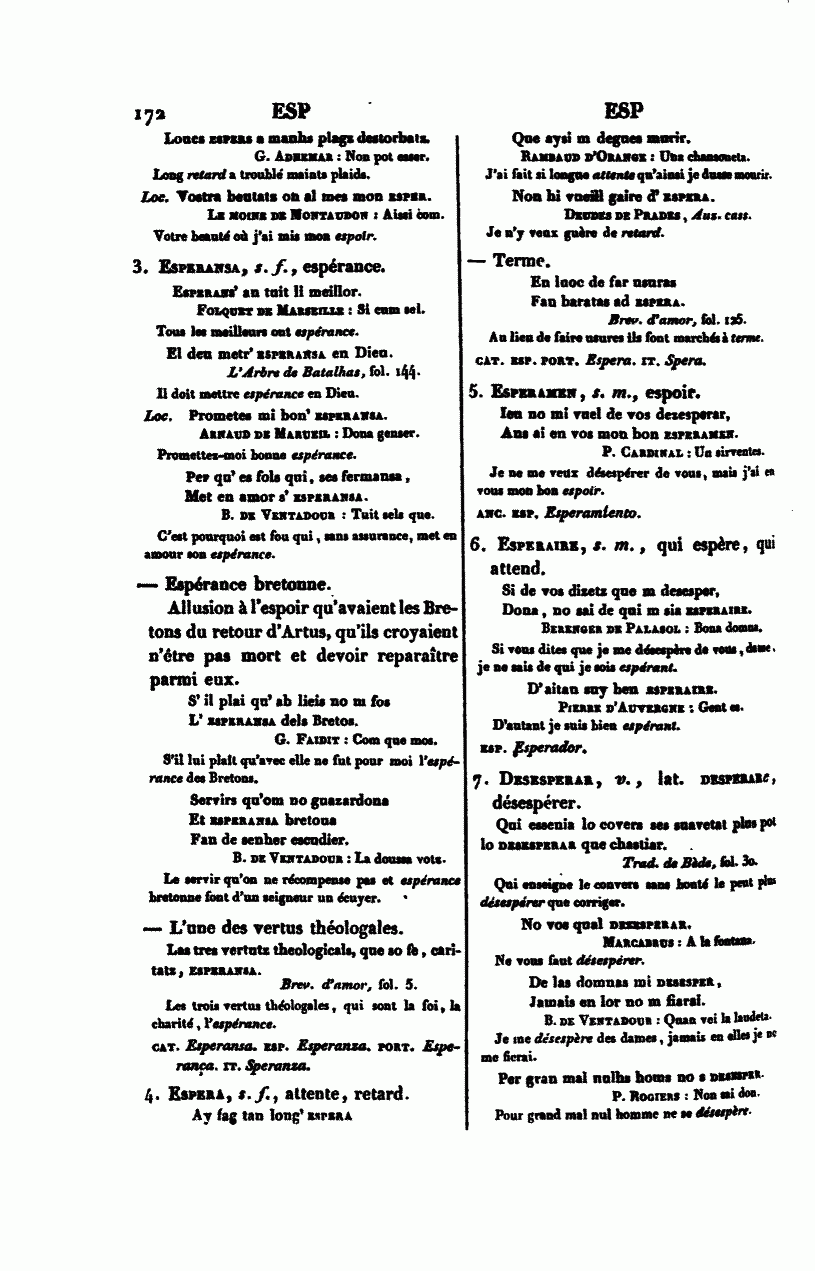 172 ESP ESP
Loncs espers a manhs plags destorbatz.
G. Adhemar : Non pot esser.
Long retard a troublé maints plaids.
Loc. Vostra beutats on al mes mon esper.
Le moine de Montaudon : Aissi com.
Votre beauté où j'ai mis mon espoir.
3. Esperansa, s. f., espérance.
Esperans' an tuit li meillor.
Folquet de Marseille : Si cum sel.
Tous les meilleurs ont espérance.
El deu metr' esperansa en Dieu.
L'Arbre de Batalhas, fol. 144.
Il doit mettre espérance en Dieu.
Loc. Prometes mi bon' esperansa.
Arnaud de Marueil : Dona genser.
Promettez-moi bonne espérance.
Per qu' es fols qui, ses fermansa,
Met en amor s' esperansa.
B. de Ventadour : Tuit sels que.
C'est pourquoi est fou qui, sans assurance, met en
amour son espérance.
— Espérance bretonne.
Allusion à l'espoir qu'avaient les Bre-
tons du retour d'Artus, qu'ils croyaient
n'être pas mort et devoir reparaître
parmi eux.
S' il plai qu' ab lieis no m fos
L' esperansa dels Bretos.
G. Faidit : Com que mos.
S'il lui plaît qu'avec elle ne fut pour moi l'espé-
rance des Bretons.
Servirs qu'om no guazardona
Et esperansa bretona
Fan de senher escudier.
B. de Ventadour : La doussa votz.
Le servir qu'on ne récompense pas et espérance
bretonne font d'un seigneur un écuyer.
— L'une des vertus théologales.
Las tres vertutz theologicals, que so fe, cari-
tatz, esperansa.
Brev. d'amor, fol. 5.
Les trois vertus théologales, qui sont la foi, la
charité, l'espérance.
cat. Esperansa. esp. Esperanza. port. Espe-
rança. it. Speranza.
4. Espera, s. f., attente, retard.
Ay fag tan long' espera
Que aysi m degues murir.
Rambaud d'Orange : Una chansoneta.
J'ai fait si longue attente qu'ainsi je dusse mourir.
Non hi vueill gaire d' espera.
Deudes de Prades, Aus. cass.
Je n'y veux guère de retard.
— Terme.
En luoc de far usuras
Fan baratas ad espera.
Brev. d'amor, fol. 126.
Au lieu de faire usures ils font marchés à terme.
cat. esp. port. Espera. it. Spera.
5. Esperamen, s. m., espoir.
Ieu no mi vuel de vos dezesperar,
Ans ai en vos mon bon esperamen.
P. Cardinal : Un sirventes.
Je ne me veux désespérer de vous, mais j'ai en
vous mon bon espoir.
anc. esp. Esperamiento.
6. Esperaire, s. m., qui espère, qui
attend.
Si de vos dizetz que m desesper,
Dona, no sai de qui m sia esperaire.
Berenger de Palasol : Bona domna.
Si vous dites que je me désespère de vous, dame,
je ne sais de qui je sois espérant.
D'aitan suy ben esperaire.
Pierre d'Auvergne : Gent es.
D'autant je suis bien espérant.
esp. Esperador.
7. Desesperar, v., lat. desperare,
désespérer.
Qui essenia lo covers ses suavetat plus pot
lo desesperar que chastiar.
Trad. de Bède, fol. 30.
Qui enseigne le convers sans bonté le peut plus
désespérer que corriger.
No vos qual desesperar.
Marcabrus : A la fontana.
Ne vous faut désespérer.
De las domnas mi desesper,
Jamais en lor no m fiarai.
B. de Ventadour : Quan vei la laudeta.
Je me désespère des dames, jamais en elles je ne
me fierai.
Per gran mal nulhs homs no s desesper.
P. Rogiers : Non sai don.
Pour grand mal nul homme ne se désespère.